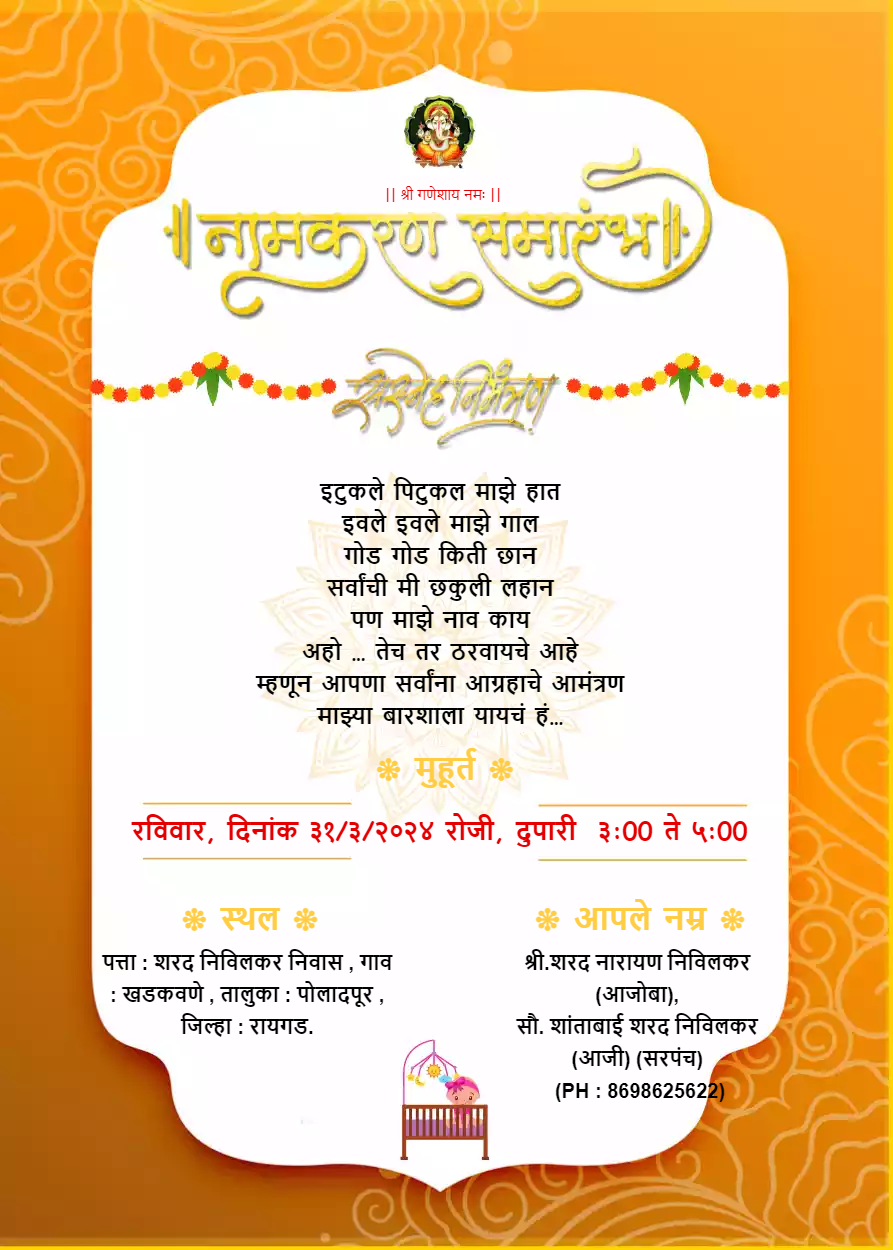 || श्री गणेशाय नमः ||
॥ नामकरण समारंभ ॥
सस्नेह निमंत्रण
इटुकले पिटुकल माझे हात
इवले इवले माझे गाल
गोड गोड किती छान
सर्वांची मी छकुली लहान
पण माझे नाव काय
अहो ... तेच तर ठरवायचे आहे
म्हणून आपणा सर्वांना आग्रहाचे आमंत्रण
माझ्या बारशाला यायचं हं...
❃ मुहूर्त ❃
रविवार, दिनांक ३१/३/२०२४ रोजी, दुपारी ३:00 ते ५:00
❃ स्थल ❃
पत्ता : शरद निविलकर निवास , गाव
: खडकवणे , तालुका : पोलादपूर ,
जिल्हा : रायगड.
❃ आपले नम्र ❃
श्री.शरद नारायण निविलकर
(आजोबा),
सौ. शांताबाई शरद निविलकर
(आजी) (सरपंच)
(PH : 8698625622)